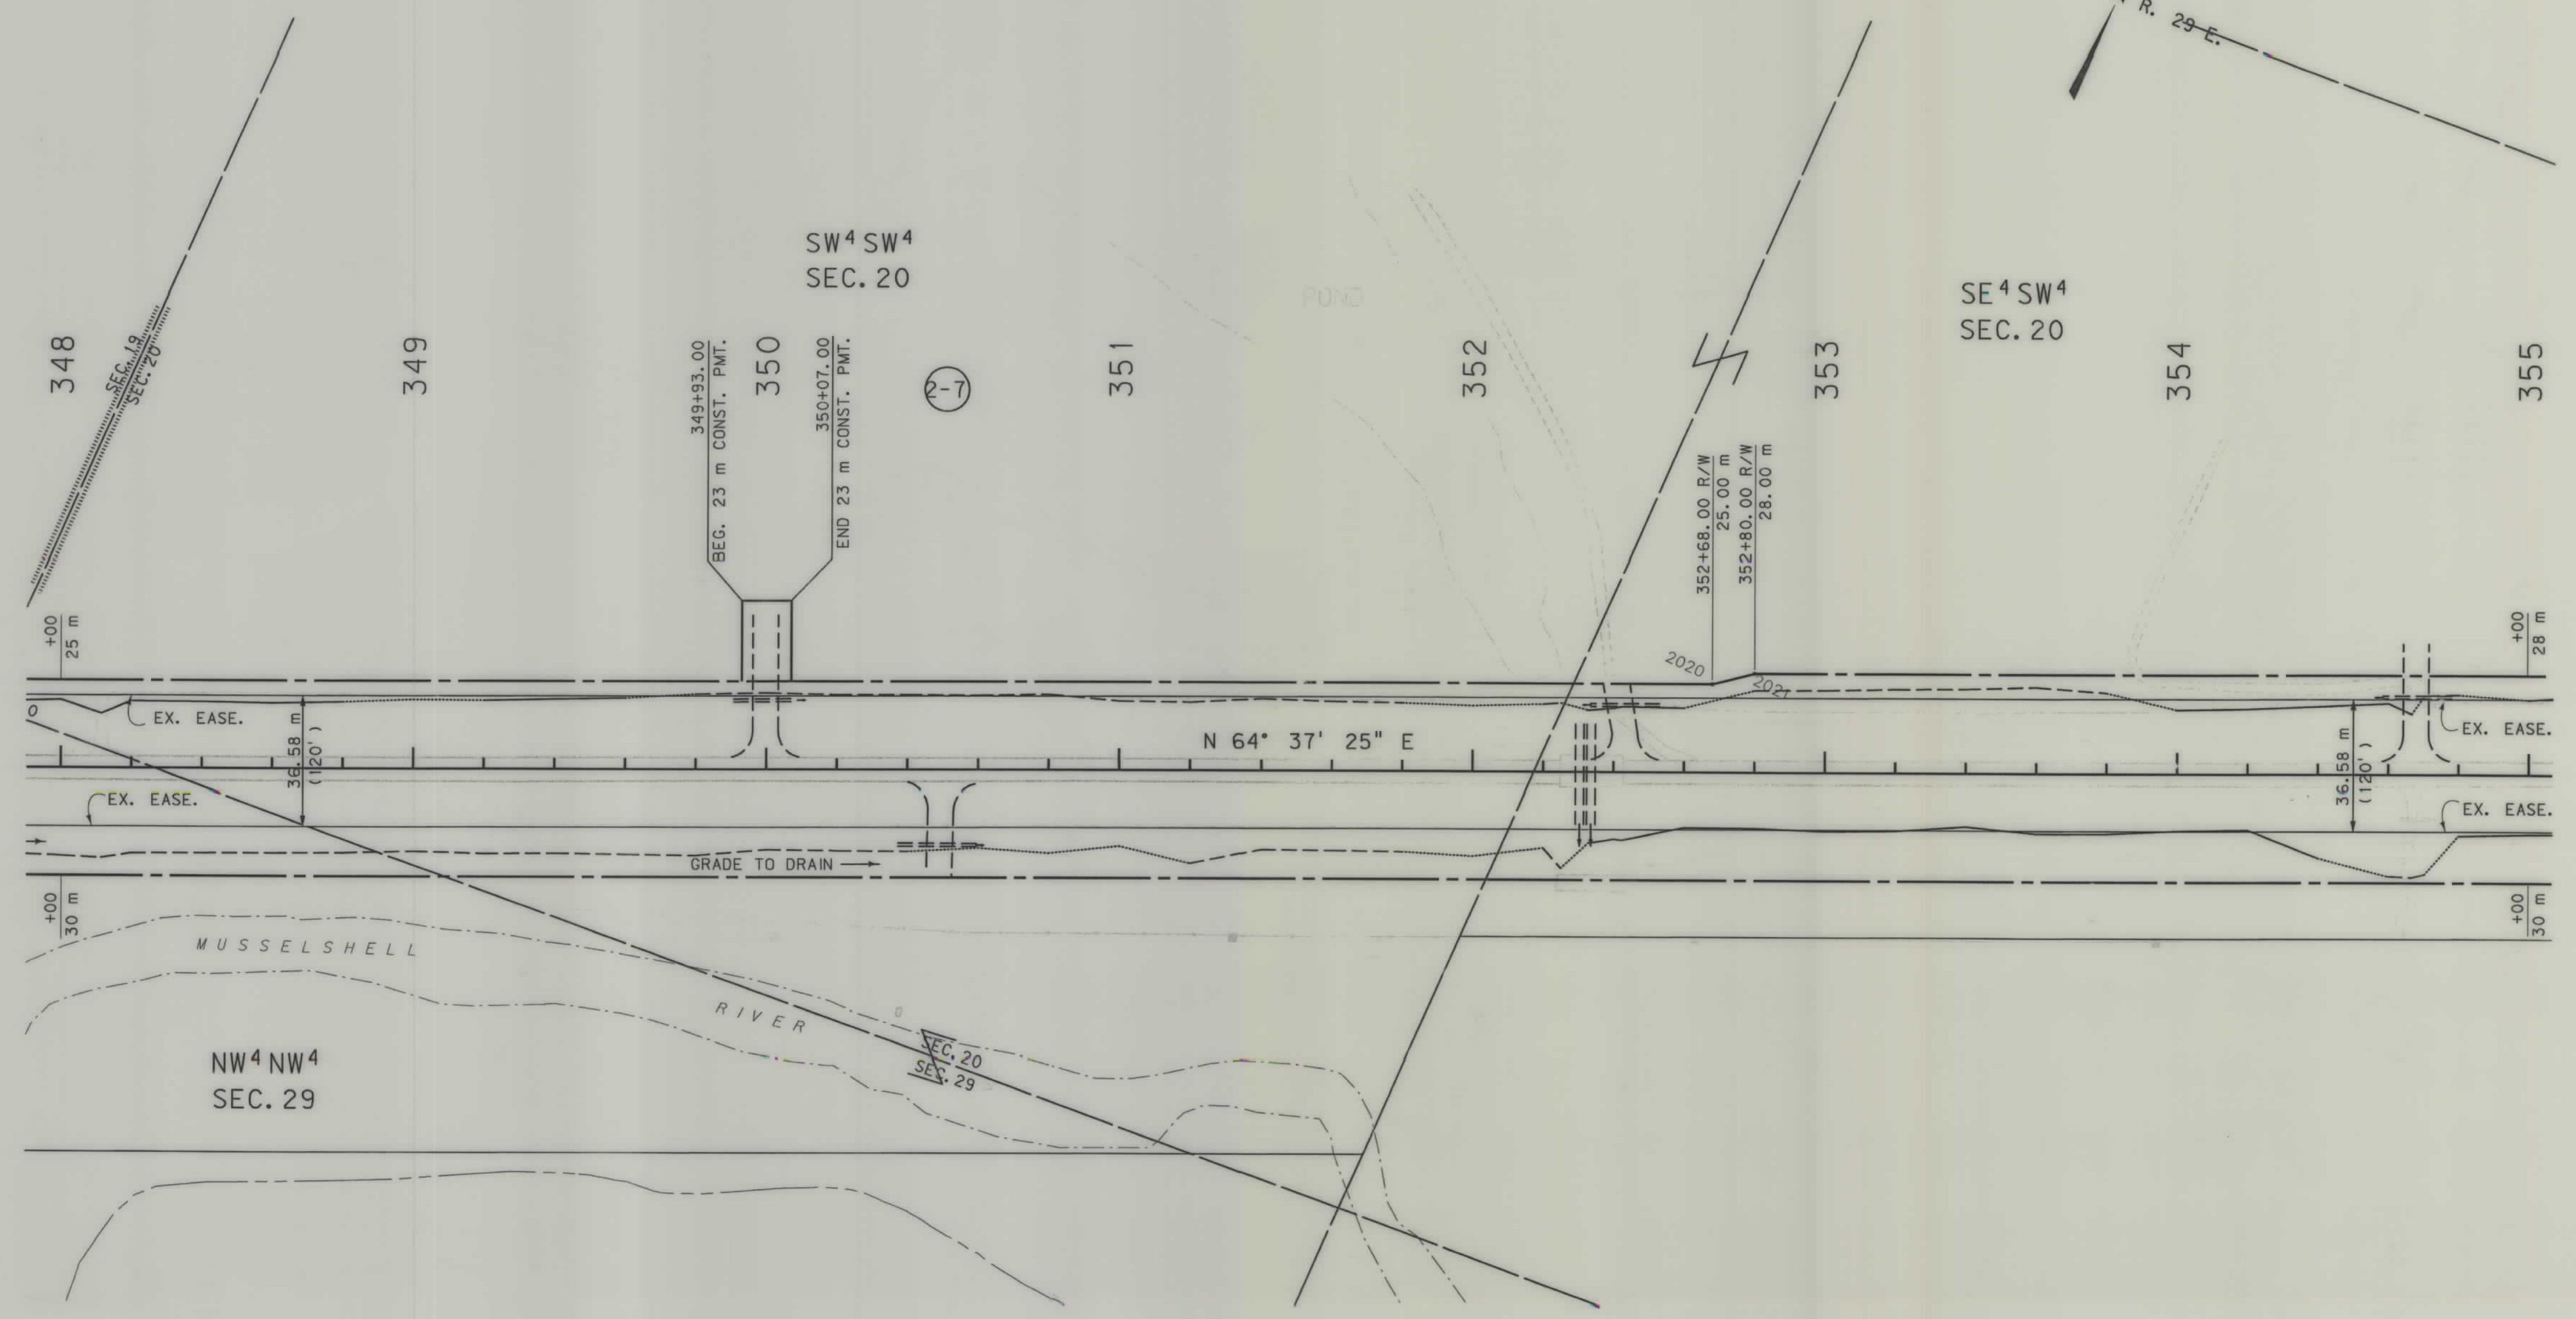 R. 29 E.
SW⁴ SW⁴
SEC. 20
POND
SE⁴ SW⁴
SEC. 20
348
SEC. 19
SEC. 20
349
349+93.00
BEG. 23 m CONST. PMT.
350
350+07.00
END 23 m CONST. PMT.
2-7
351
352
352+68.00 R/W
25.00 m
352+80.00 R/W
28.00 m
353
354
355
+00
25 m
+00
28 m
2020
2021
0
EX. EASE.
36.58 m
(120')
N 64° 37' 25" E
EX. EASE.
36.58 m
(120')
EX. EASE.
EX. EASE.
GRADE TO DRAIN
+00
30 m
+00
30 m
MUSSELSHELL
RIVER
SEC. 20
SEC. 29
NW⁴ NW⁴
SEC. 29